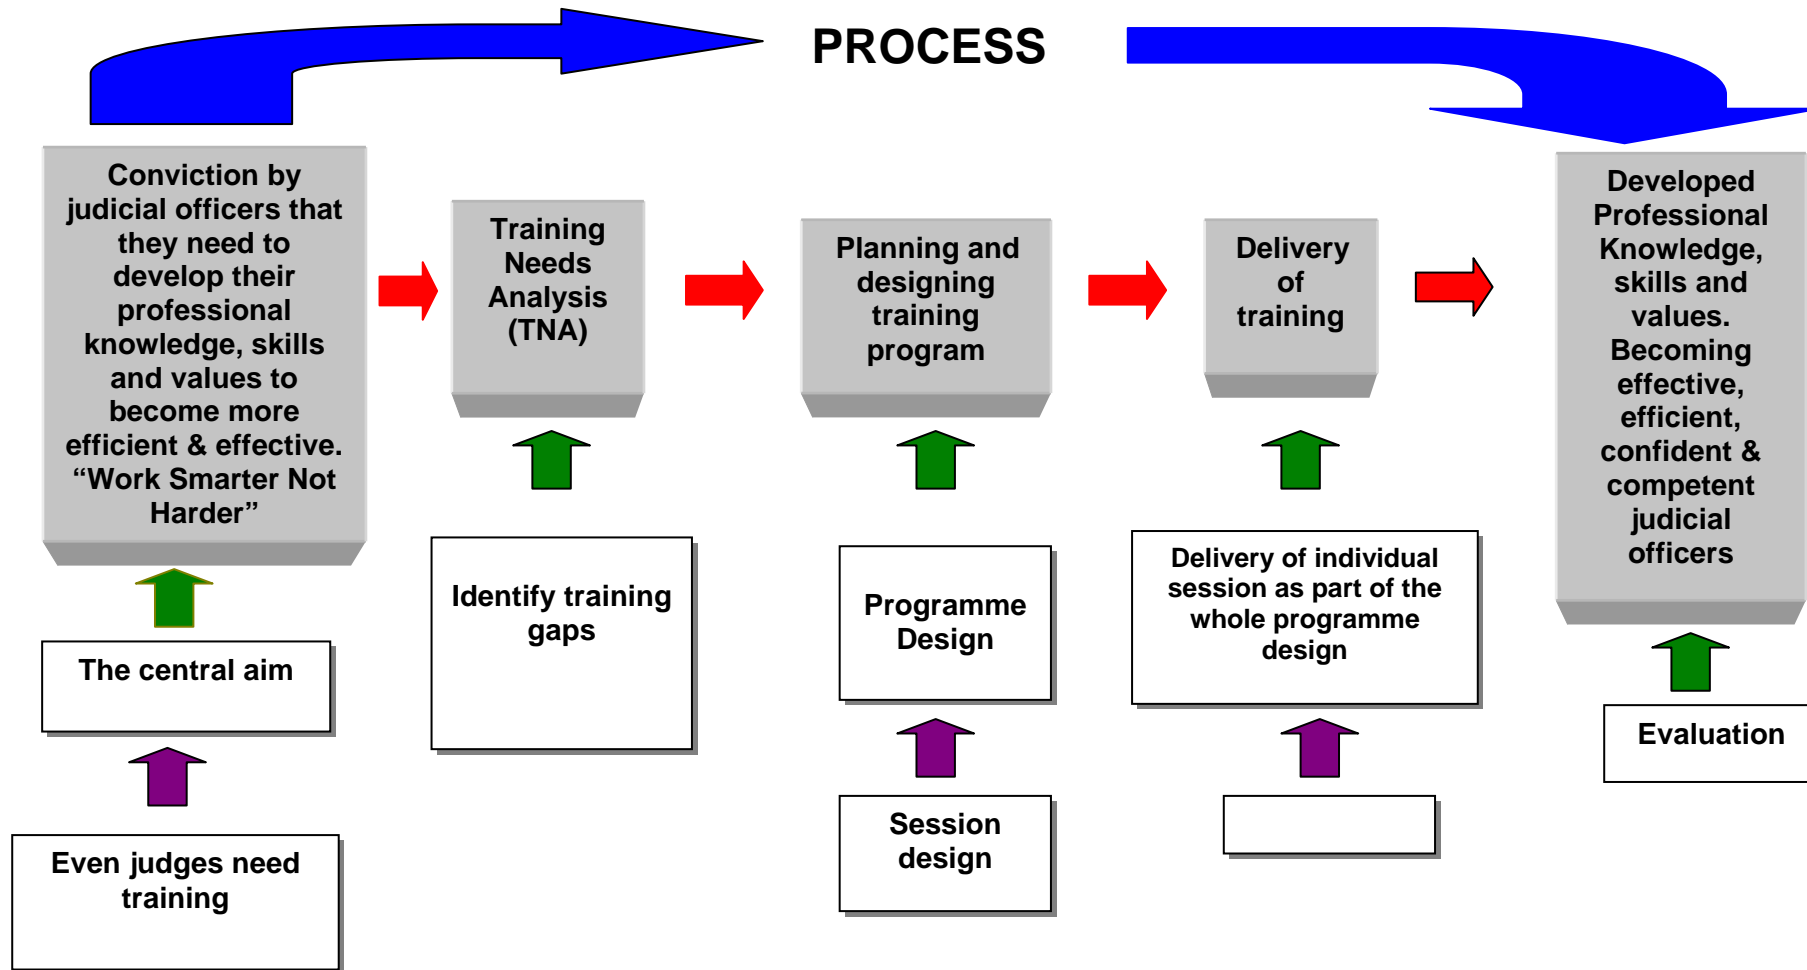 PROCESS
Conviction by
judicial officers that
they need to
develop their
professional
knowledge, skills
and values to
become more
efficient & effective.
“Work Smarter Not
Harder”
Training
Needs
Analysis
(TNA)
Planning and
designing
training
program
Delivery
of
training
Developed
Professional
Knowledge,
skills and
values.
Becoming
effective,
efficient,
confident &
competent
judicial
officers
The central aim
Identify training
gaps
Programme
Design
Delivery of individual
session as part of the
whole programme
design
Evaluation
Even judges need
training
Session
design